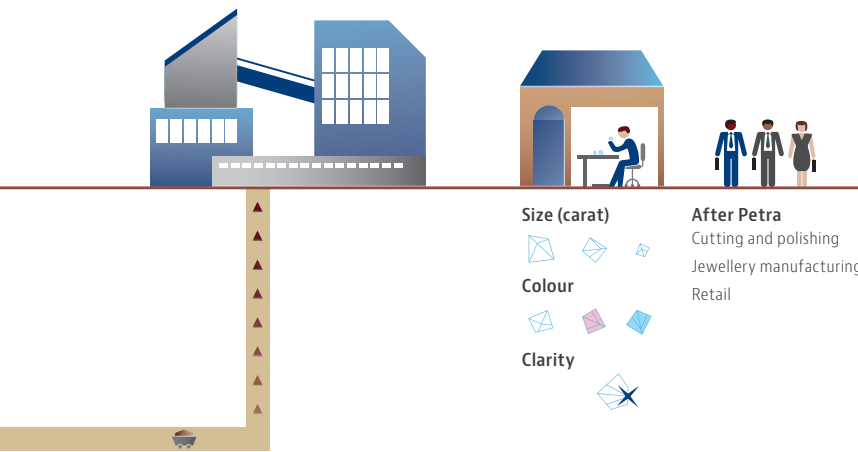 Size (carat)
Colour
Clarity
After Petra
Cutting and polishing
Jewellery manufacturing
Retail